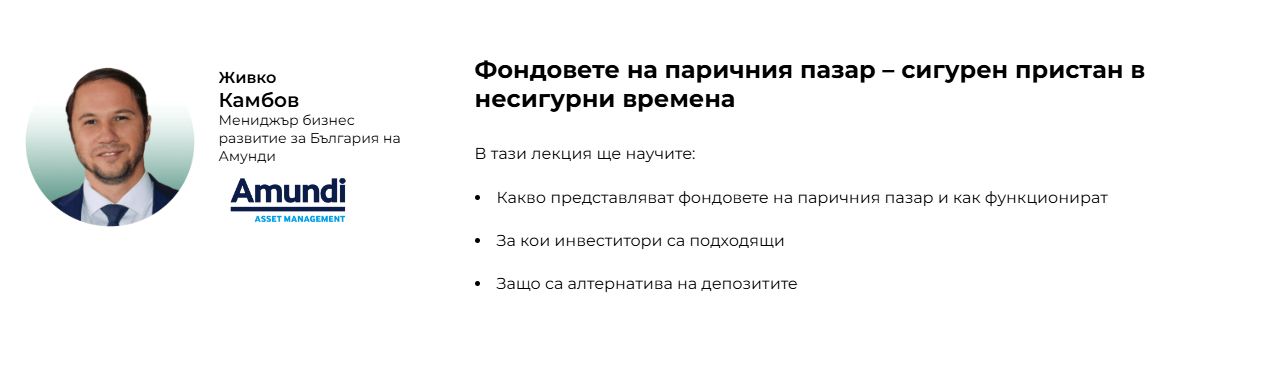 Живко
Камбов
Мениджър бизнес
развитие за България на
Амунди
Amundi
ASSET MANAGEMENT
Фондовете на паричния пазар – сигурен пристан в
несигурни времена
В тази лекция ще научите:
• Какво представляват фондовете на паричния пазар и как функционират
• За кои инвеститори са подходящи
• Защо са алтернатива на депозитите